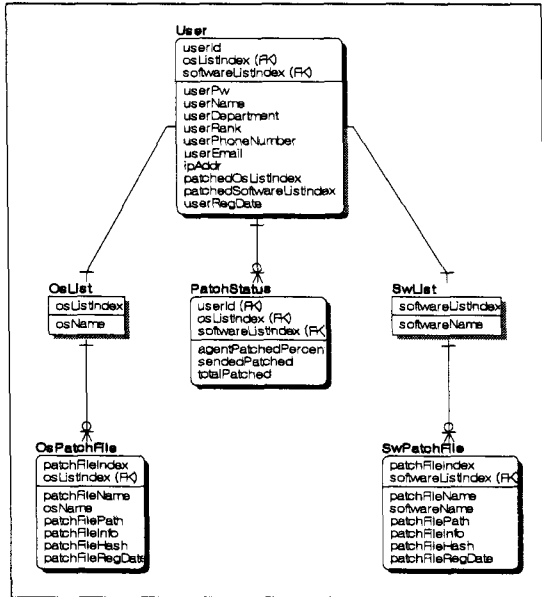 User
userId
osListIndex (FK)
softwareListIndex (FK)
userPw
userName
userDepartment
userRank
userPhoneNumber
userEmail
ipAddr
patchedOsListIndex
patchedSoftwareListIndex
userRegDate
OsList
osListIndex
osName
PatchStatus
userId (FK)
osListIndex (FK)
softwareListIndex (FK)
agentPatchedPercen
sendedPatched
totalPatched
SwList
softwareListIndex
softwareName
OsPatchFile
patchFileIndex
osListIndex (FK)
patchFileName
osName
patchFilePath
patchFileInfo
patchFileHash
patchFileRegDate
SwPatchFile
patchFileIndex
softwareListIndex (FK)
patchFileName
softwareName
patchFilePath
patchFileInfo
patchFileHash
patchFileRegDate